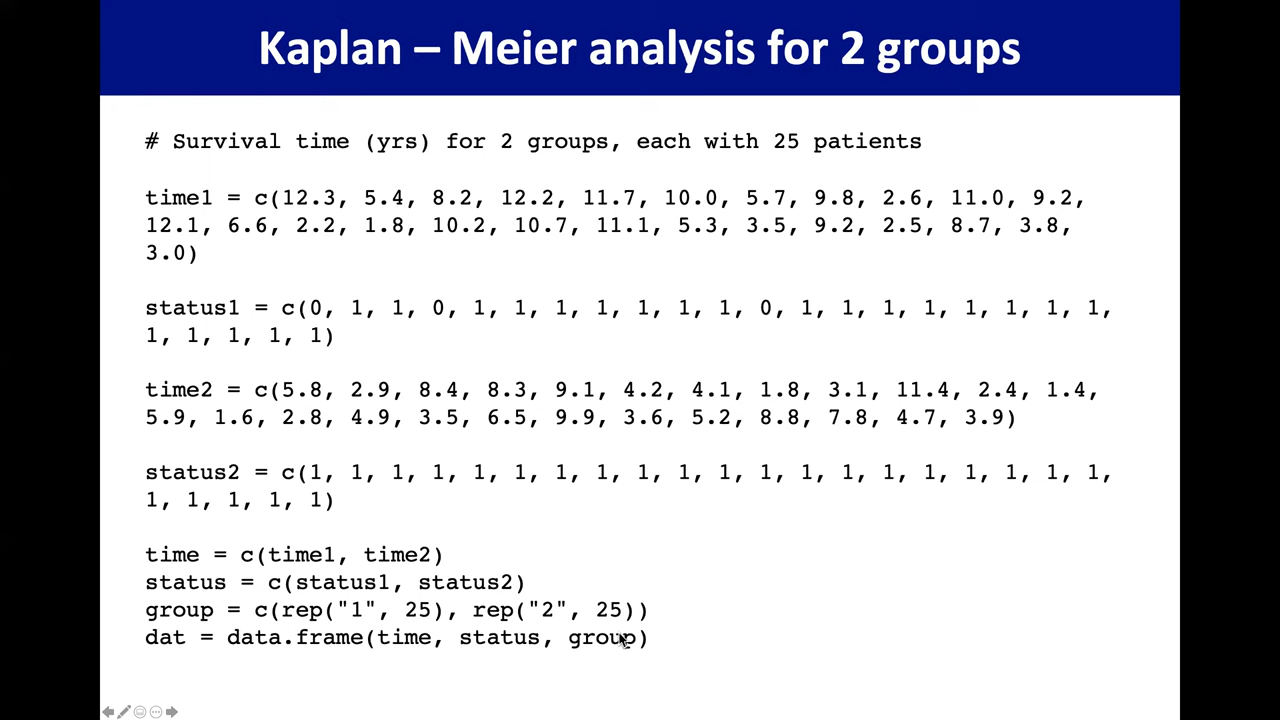 Kaplan – Meier analysis for 2 groups
# Survival time (yrs) for 2 groups, each with 25 patients
time1 = c(12.3, 5.4, 8.2, 12.2, 11.7, 10.0, 5.7, 9.8, 2.6, 11.0, 9.2,
12.1, 6.6, 2.2, 1.8, 10.2, 10.7, 11.1, 5.3, 3.5, 9.2, 2.5, 8.7, 3.8,
3.0)
status1 = c(0, 1, 1, 0, 1, 1, 1, 1, 1, 1, 1, 0, 1, 1, 1, 1, 1, 1, 1, 1,
1, 1, 1, 1, 1)
time2 = c(5.8, 2.9, 8.4, 8.3, 9.1, 4.2, 4.1, 1.8, 3.1, 11.4, 2.4, 1.4,
5.9, 1.6, 2.8, 4.9, 3.5, 6.5, 9.9, 3.6, 5.2, 8.8, 7.8, 4.7, 3.9)
status2 = c(1, 1, 1, 1, 1, 1, 1, 1, 1, 1, 1, 1, 1, 1, 1, 1, 1, 1, 1, 1,
1, 1, 1, 1, 1)
time = c(time1, time2)
status = c(status1, status2)
group = c(rep("1", 25), rep("2", 25))
dat = data.frame(time, status, group)